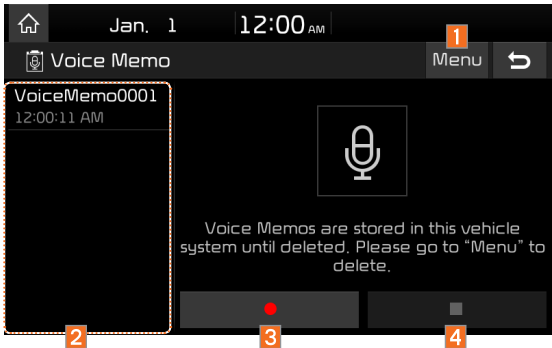 Jan. 1
12:00 AM
1
Voice Memo
Menu
VoiceMemo0001
12:00:11 AM
Voice Memos are stored in this vehicle
system until deleted. Please go to “Menu” to
delete.
2
3
4